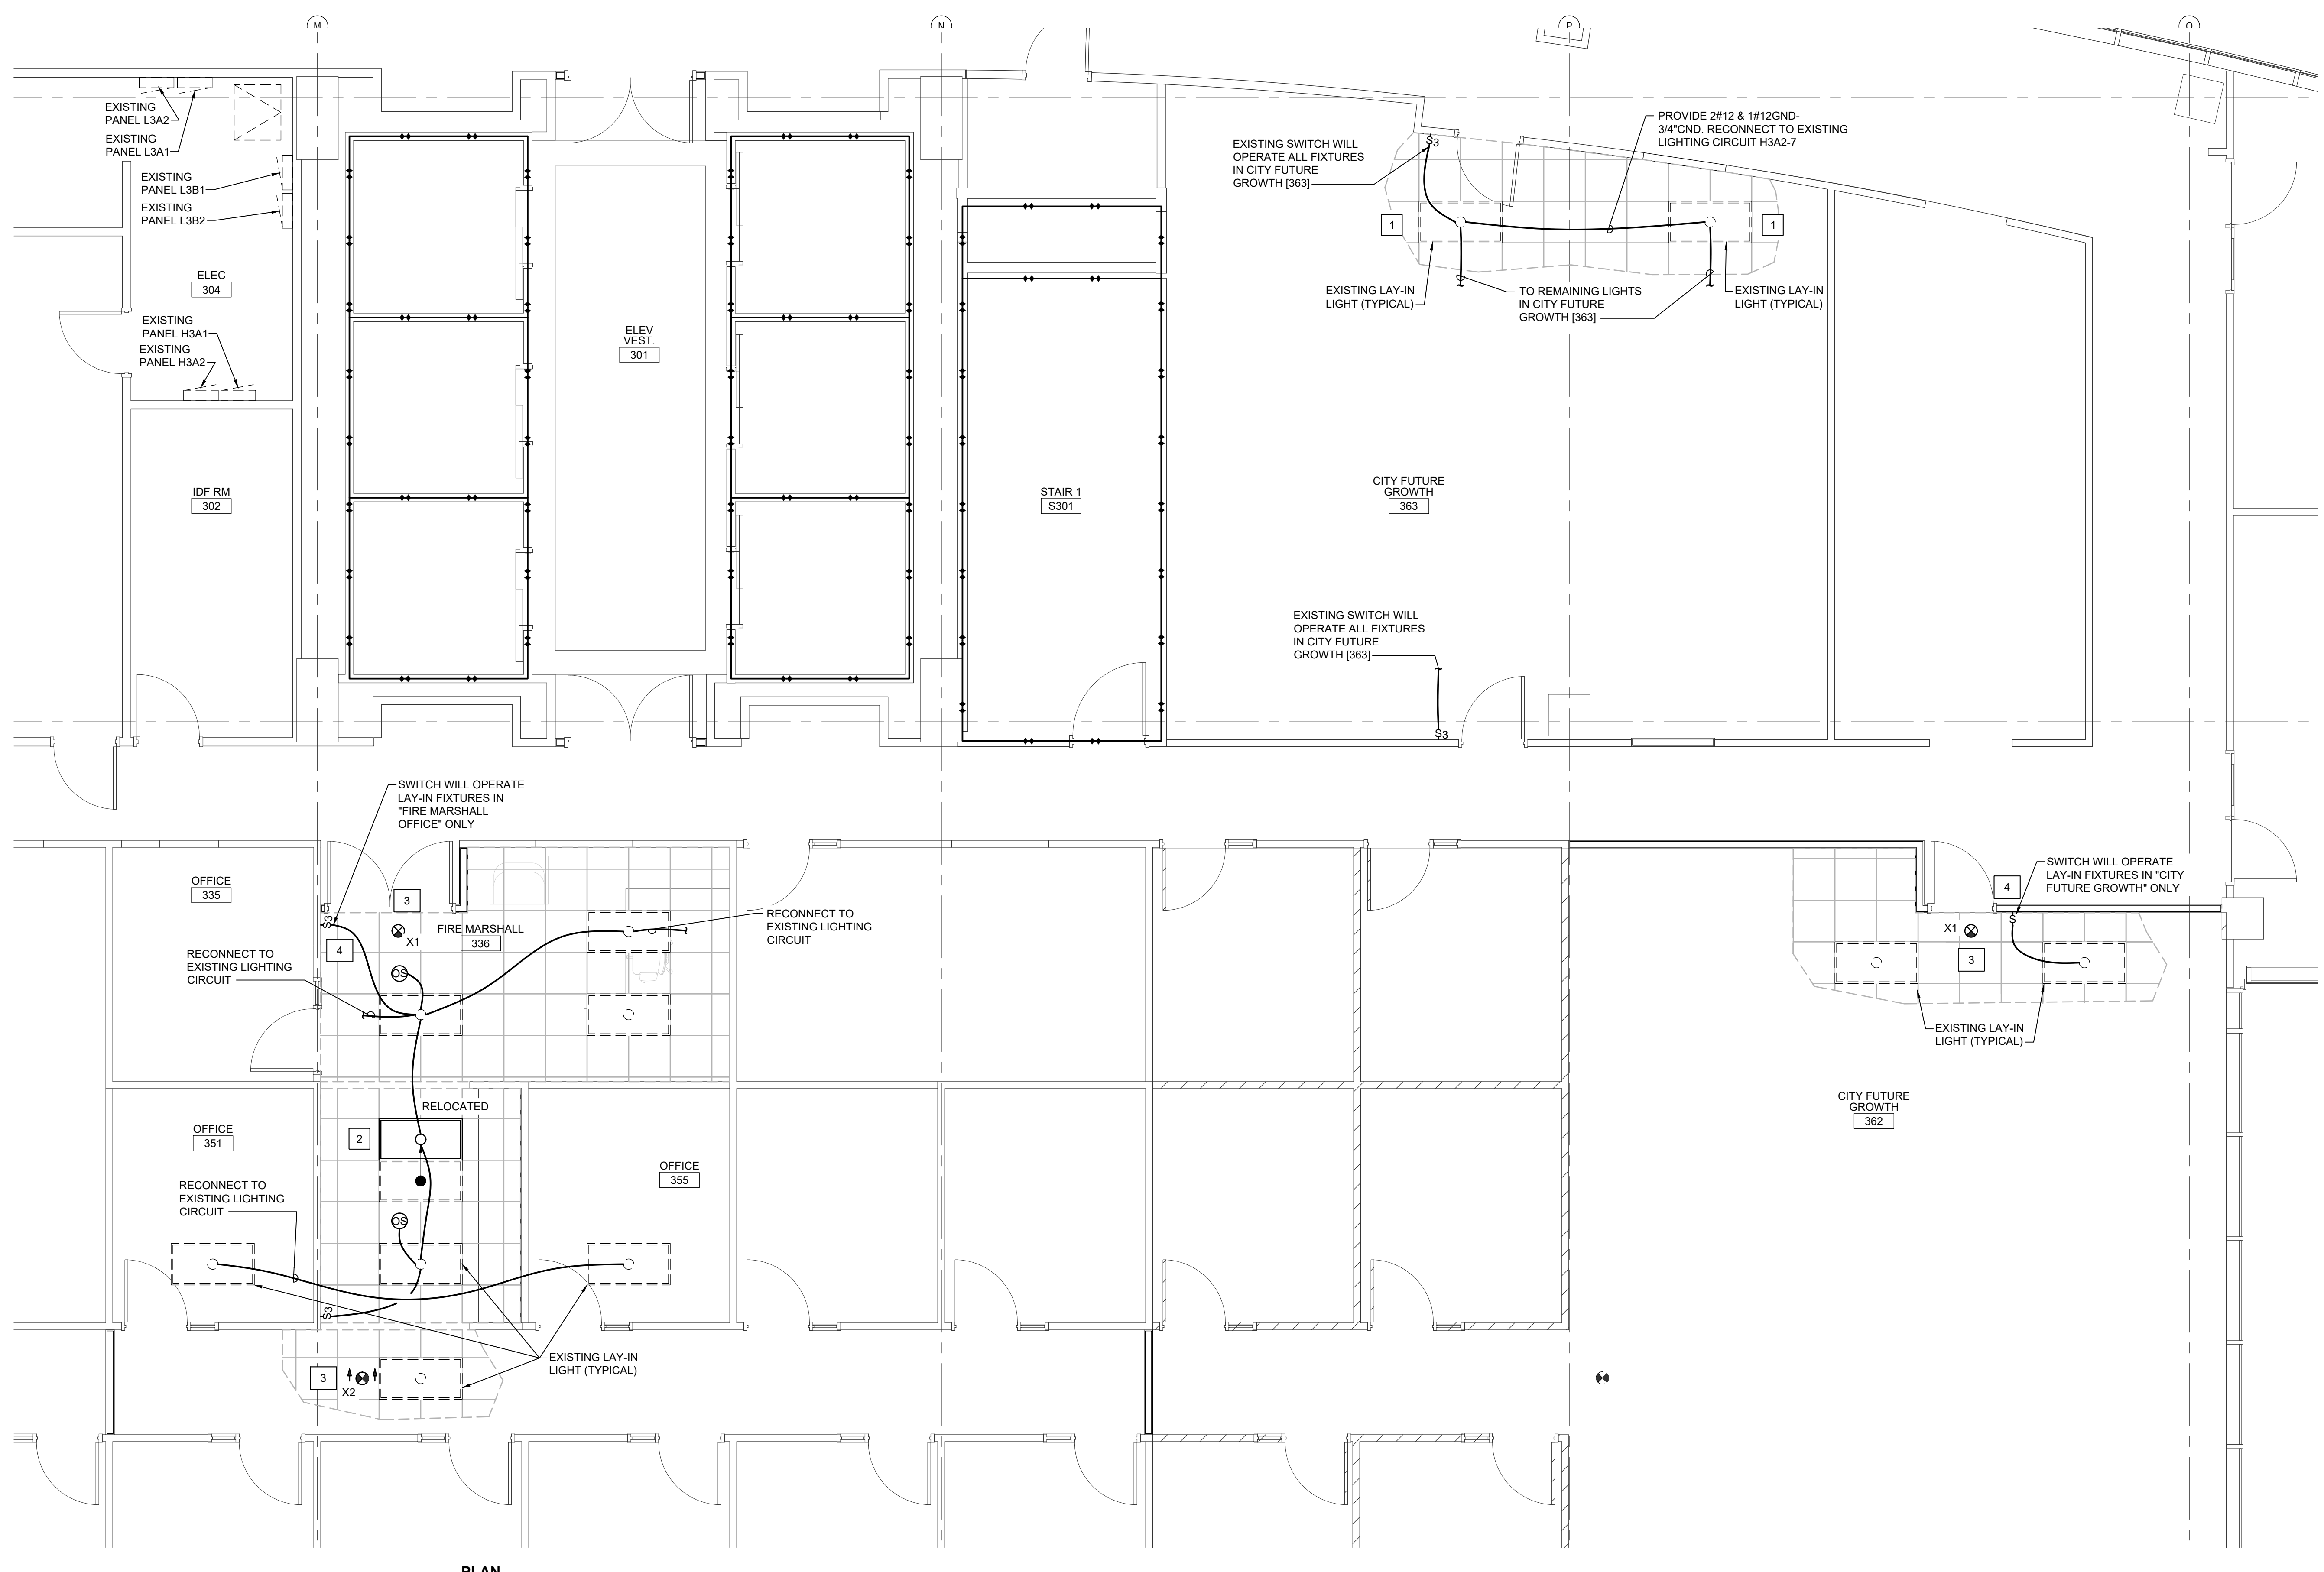 M
N
P
Q
EXISTING
PANEL L3A2
EXISTING
PANEL L3A1
EXISTING
PANEL L3B1
EXISTING
PANEL L3B2
ELEC
304
EXISTING
PANEL H3A1
EXISTING
PANEL H3A2
IDF RM
302
ELEV
VEST.
301
STAIR 1
S301
EXISTING SWITCH WILL
OPERATE ALL FIXTURES
IN CITY FUTURE
GROWTH [363]
S3
PROVIDE 2#12 & 1#12GND-
3/4"CND. RECONNECT TO EXISTING
LIGHTING CIRCUIT H3A2-7
1
1
EXISTING LAY-IN
LIGHT (TYPICAL)
TO REMAINING LIGHTS
IN CITY FUTURE
GROWTH [363]
EXISTING LAY-IN
LIGHT (TYPICAL)
CITY FUTURE
GROWTH
363
EXISTING SWITCH WILL
OPERATE ALL FIXTURES
IN CITY FUTURE
GROWTH [363]
S3
SWITCH WILL OPERATE
LAY-IN FIXTURES IN
"FIRE MARSHALL
OFFICE" ONLY
OFFICE
335
3
S3
X1
FIRE MARSHALL
336
4
OS
RECONNECT TO
EXISTING LIGHTING
CIRCUIT
RECONNECT TO
EXISTING LIGHTING
CIRCUIT
SWITCH WILL OPERATE
LAY-IN FIXTURES IN "CITY
FUTURE GROWTH" ONLY
4
S
X1
3
EXISTING LAY-IN
LIGHT (TYPICAL)
CITY FUTURE
GROWTH
362
RELOCATED
2
OFFICE
351
OFFICE
355
RECONNECT TO
EXISTING LIGHTING
CIRCUIT
OS
S3
EXISTING LAY-IN
LIGHT (TYPICAL)
3
X2
PLAN